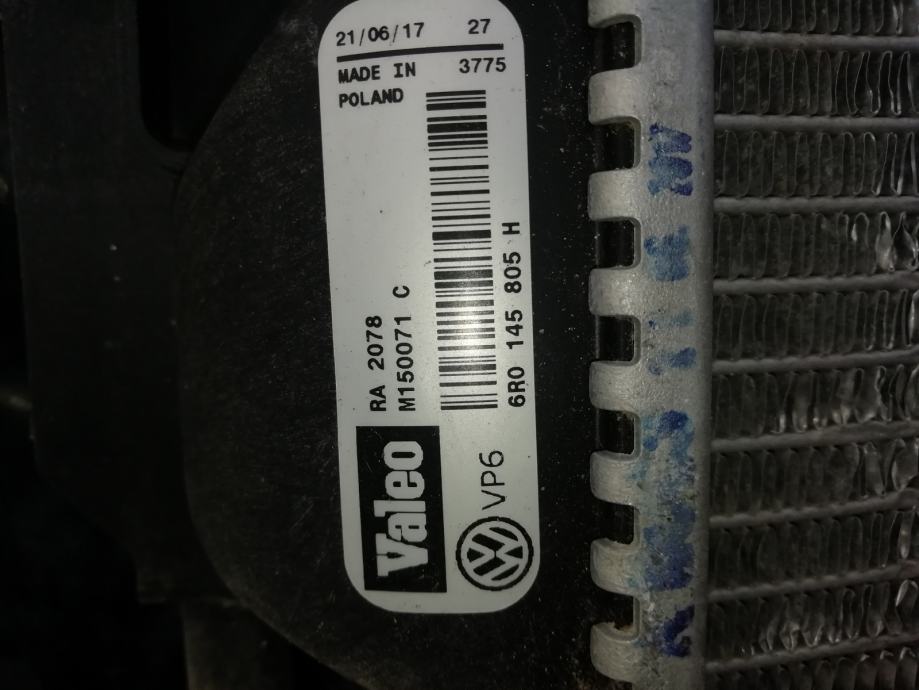 21/06/17 27
MADE IN 3775
POLAND
RA 2078
M150071 C
6R0 145 805 H
Valeo
VP6